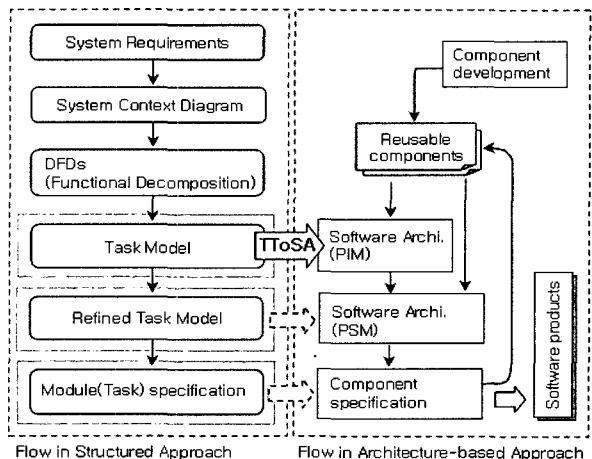 System Requirements
System Context Diagram
DFDs
(Functional Decomposition)
Task Model
Refined Task Model
Module(Task) specification
Flow in Structured Approach
TToSA
Component
development
Reusable
components
Software Archi.
(PIM)
Software Archi.
(PSM)
Component
specification
Software products
Flow in Architecture-based Approach